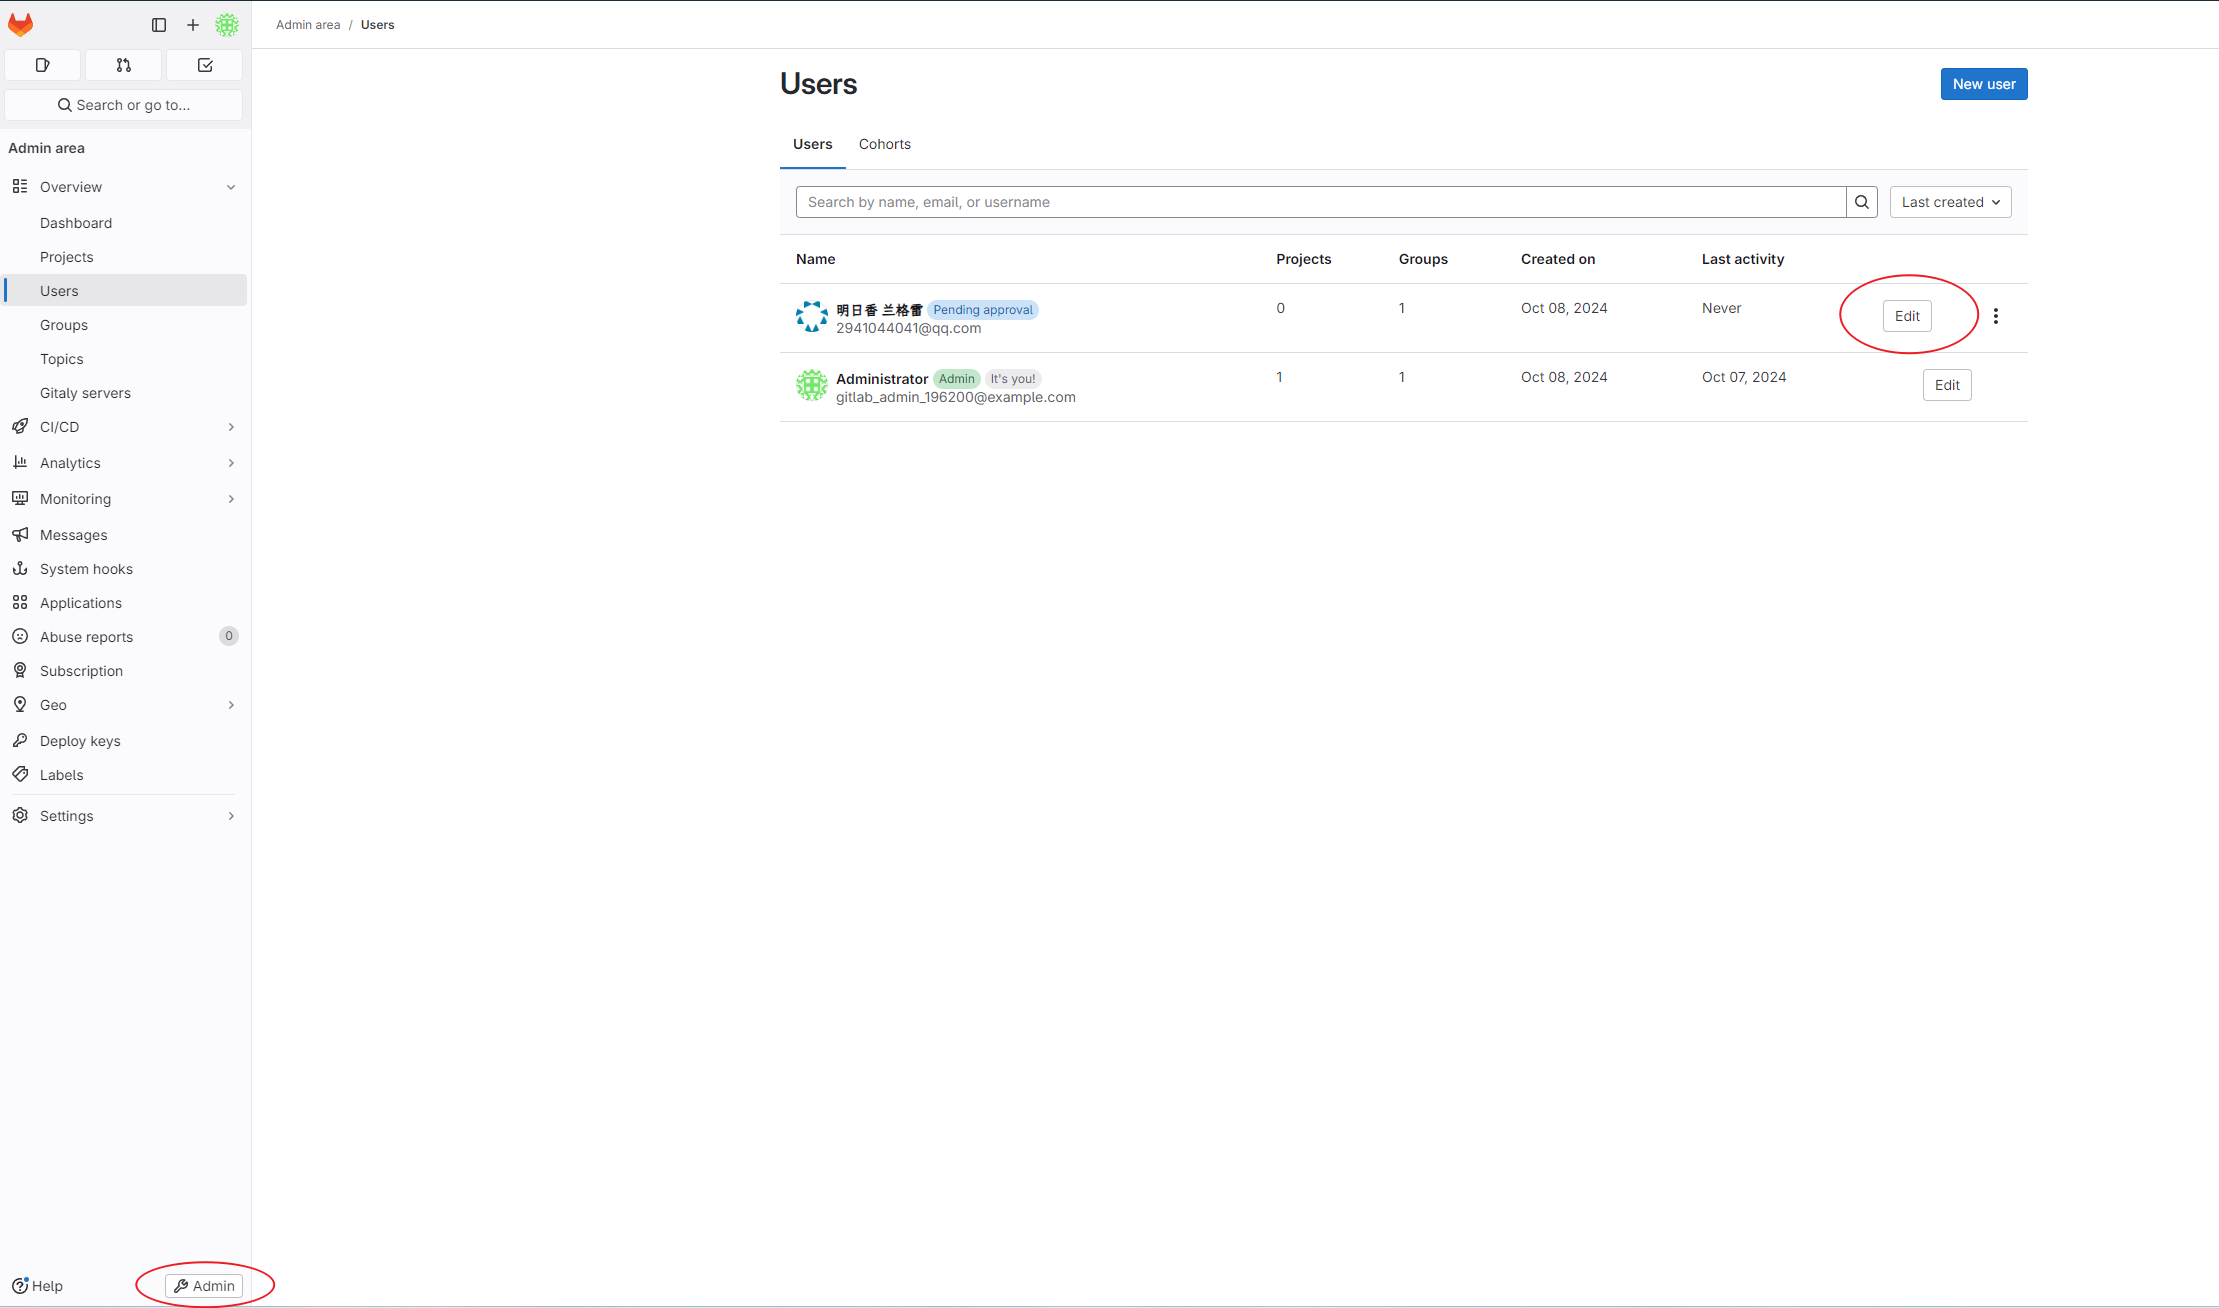 Admin area / Users
Search or go to...
Admin area
Overview
Dashboard
Projects
Users
Groups
Topics
Gitaly servers
CI/CD
Analytics
Monitoring
Messages
System hooks
Applications
Abuse reports 0
Subscription
Geo
Deploy keys
Labels
Settings
Help
Admin
Users
New user
Users Cohorts
Search by name, email, or username
Last created
Name Projects Groups Created on Last activity
明日香 兰格雷 Pending approval 0 1 Oct 08, 2024 Never Edit
2941044041@qq.com
Administrator Admin It's you! 1 1 Oct 08, 2024 Oct 07, 2024 Edit
gitlab_admin_196200@example.com